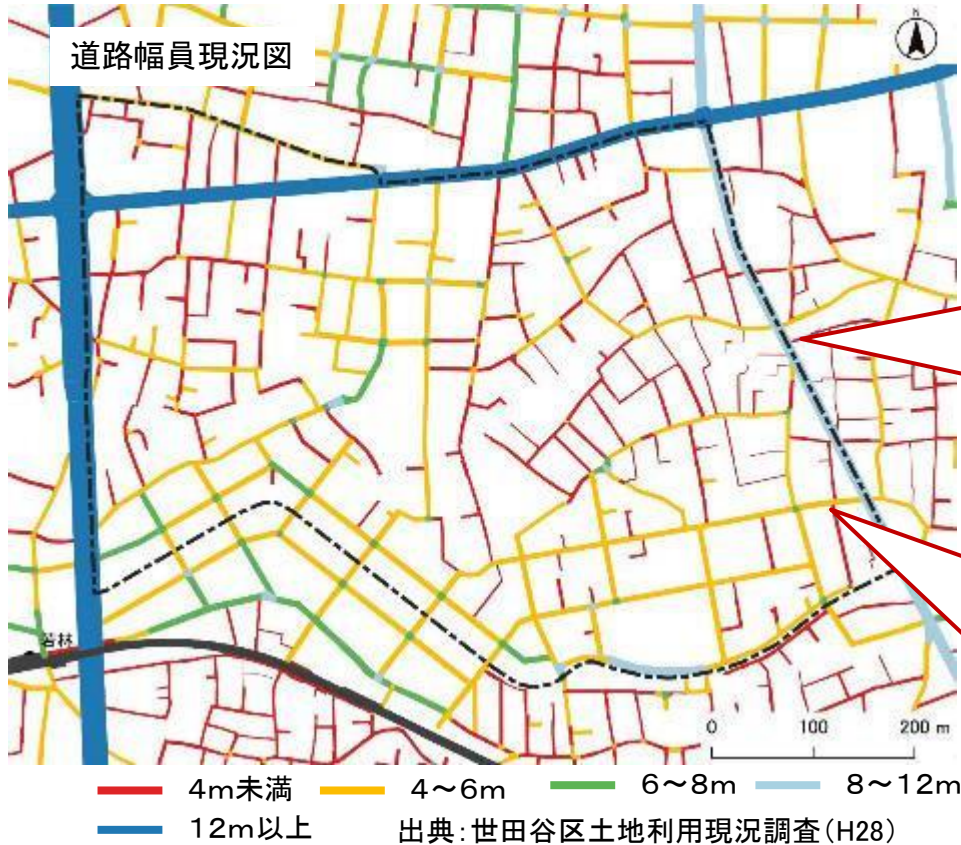 道路幅員現況図
N
若林
0 100 200 m
4m未満 4～6m 6～8m 8～12m
12m以上 出典:世田谷区土地利用現況調査(H28)